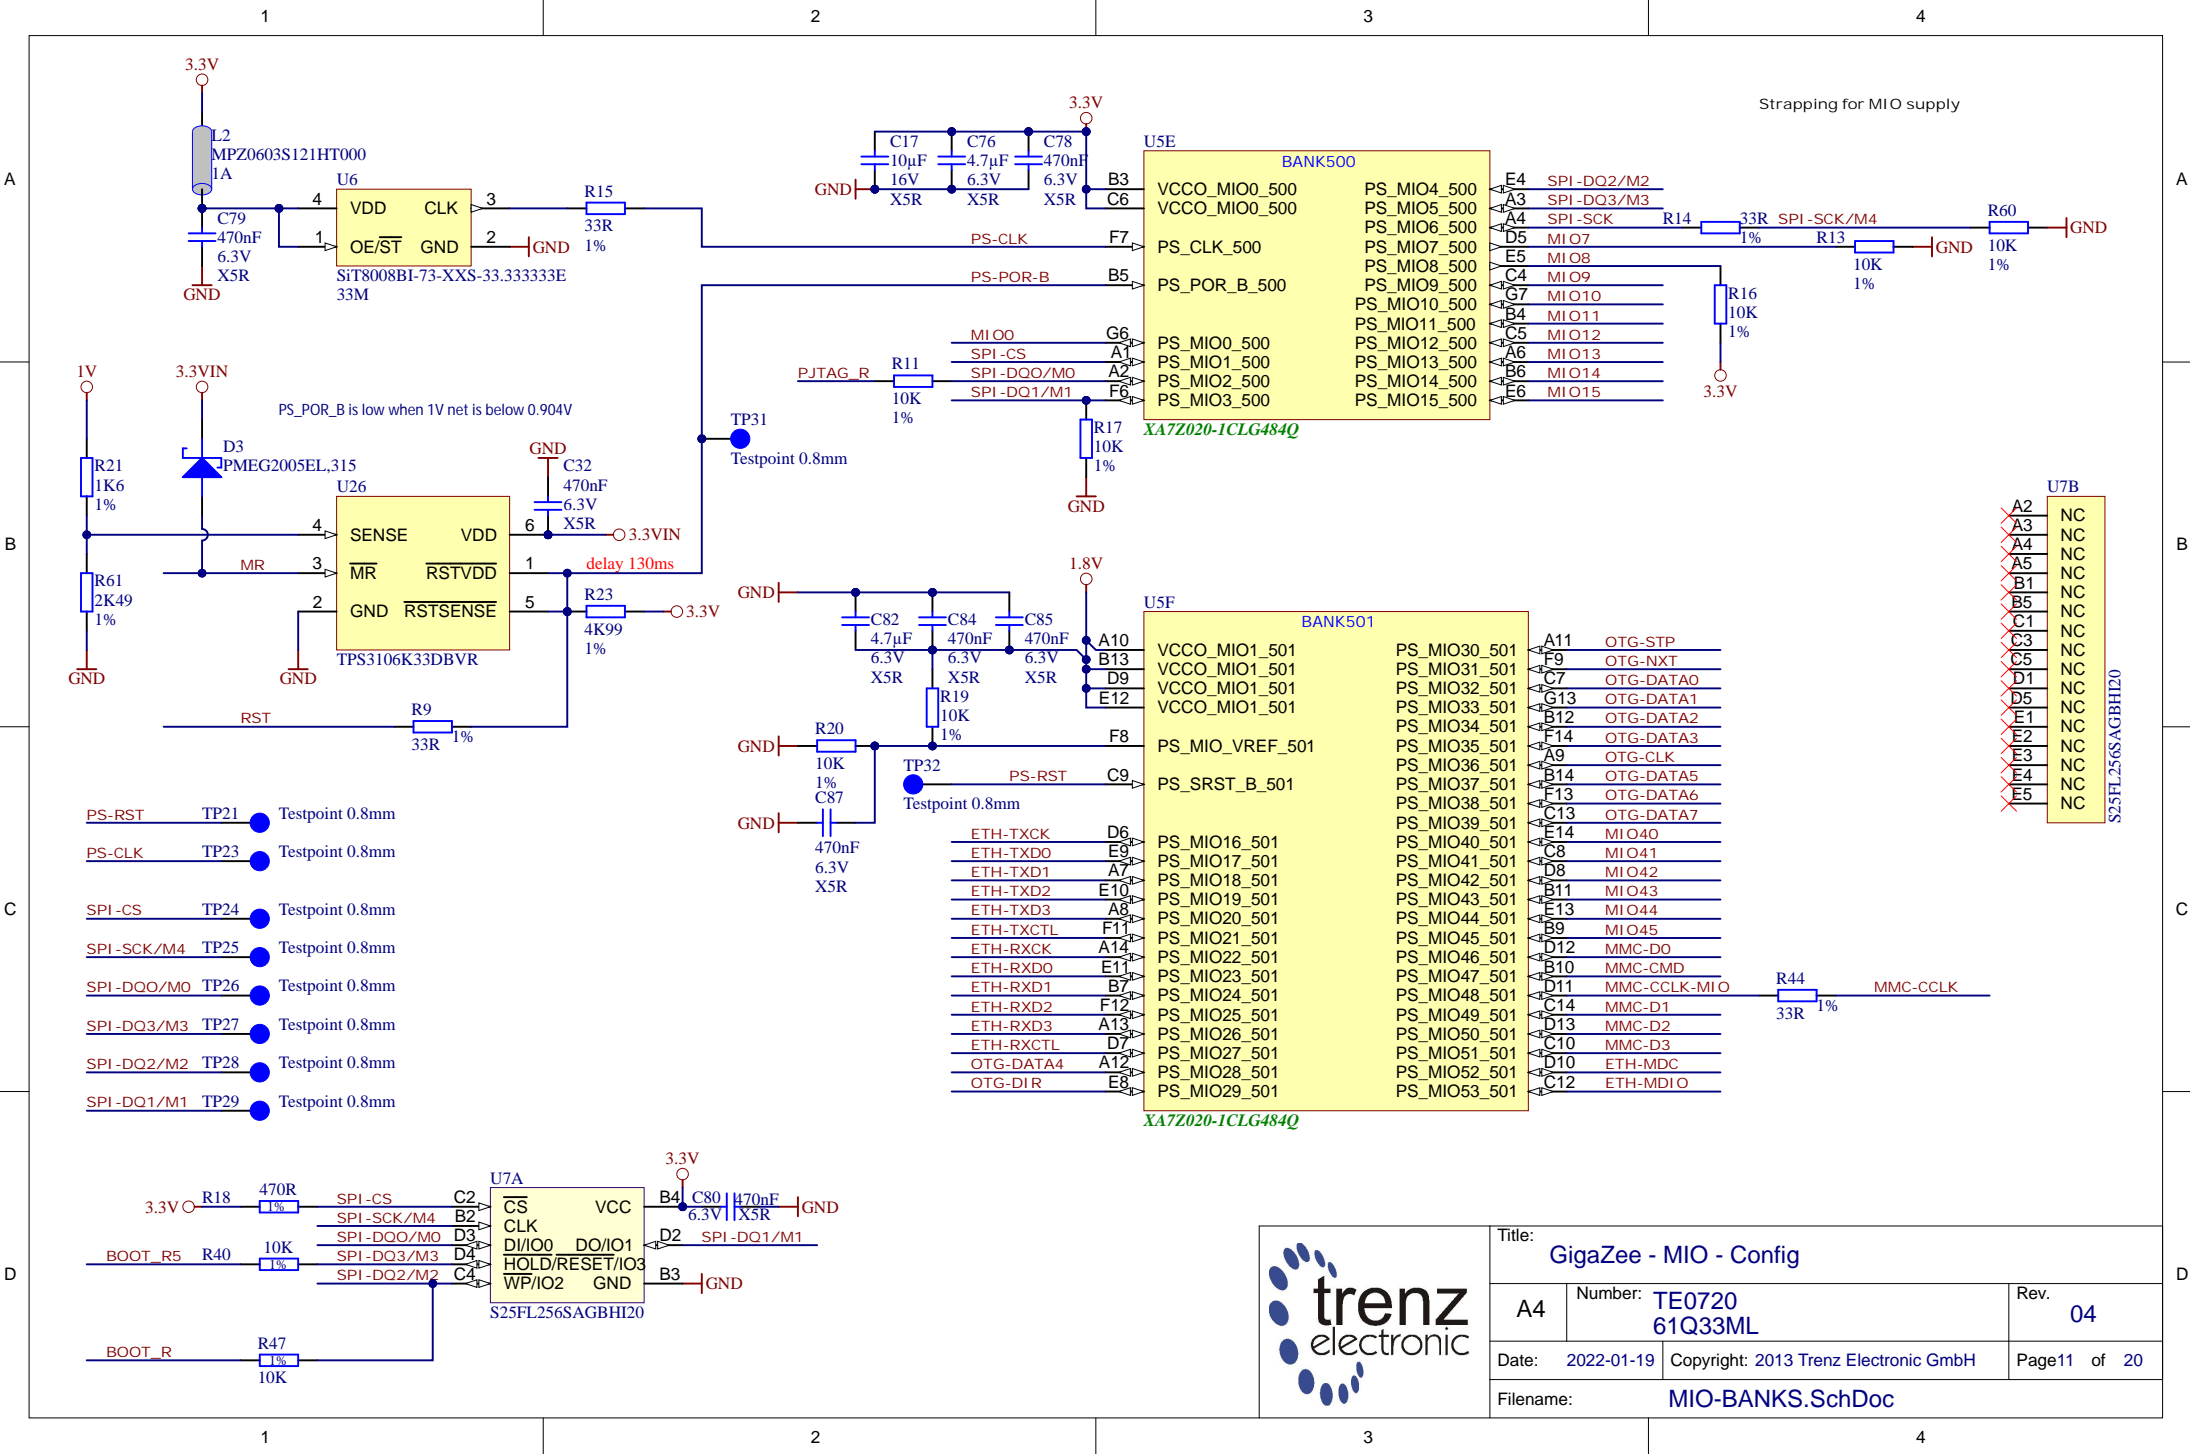 1
2
3
4
A
B
C
D
A
B
C
D
1
2
3
4
3.3V
L2
MPZ0603S121HT000
1A
C79
470nF
6.3V
X5R
GND
U6
4 VDD CLK 3
1 OE/ST GND 2 GND
SiT8008BI-73-XXS-33.333333E
33M
R15
33R
1%
3.3V
C17
10µF
16V
X5R
C76
4.7µF
6.3V
X5R
C78
470nF
6.3V
X5R
GND
Strapping for MIO supply
U5E
BANK500
B3 VCCO_MIO0_500
C6 VCCO_MIO0_500
PS-CLK F7 PS_CLK_500
PS-POR-B B5 PS_POR_B_500
MIO0 G6 PS_MIO0_500
SPI-CS A1 PS_MIO1_500
SPI-DQ0/M0 A2 PS_MIO2_500
SPI-DQ1/M1 F6 PS_MIO3_500
PS_MIO4_500 E4 SPI-DQ2/M2
PS_MIO5_500 A3 SPI-DQ3/M3
PS_MIO6_500 A4 SPI-SCK R14 33R 1% SPI-SCK/M4 R60 10K 1% GND
PS_MIO7_500 D5 MIO7 R13 10K 1% GND
PS_MIO8_500 E5 MIO8
PS_MIO9_500 C4 MIO9
PS_MIO10_500 G7 MIO10
PS_MIO11_500 B4 MIO11
PS_MIO12_500 C5 MIO12
PS_MIO13_500 A6 MIO13
PS_MIO14_500 B6 MIO14
PS_MIO15_500 E6 MIO15
XA7Z020-1CLG484Q
R16
10K
1%
3.3V
PJTAG_R
R11
10K
1%
R17
10K
1%
GND
TP31
Testpoint 0.8mm
1V
3.3VIN
PS_POR_B is low when 1V net is below 0.904V
R21
1K6
1%
D3
PMEG2005EL,315
R61
2K49
1%
GND
U26
4 SENSE VDD 6
MR 3 MR RSTVDD 1
2 GND RSTSENSE 5
TPS3106K33DBVR
GND
GND
C32
470nF
6.3V
X5R
3.3VIN
delay 130ms
R23
4K99
1%
3.3V
RST
R9
33R
1%
1.8V
GND
C82
4.7µF
6.3V
X5R
C84
470nF
6.3V
X5R
C85
470nF
6.3V
X5R
R19
10K
1%
GND
R20
10K
1%
C87
470nF
6.3V
X5R
GND
TP32
Testpoint 0.8mm
U5F
BANK501
A10 VCCO_MIO1_501
B13 VCCO_MIO1_501
D9 VCCO_MIO1_501
E12 VCCO_MIO1_501
F8 PS_MIO_VREF_501
PS-RST C9 PS_SRST_B_501
ETH-TXCK D6 PS_MIO16_501
ETH-TXD0 E9 PS_MIO17_501
ETH-TXD1 A7 PS_MIO18_501
ETH-TXD2 E10 PS_MIO19_501
ETH-TXD3 A8 PS_MIO20_501
ETH-TXCTL F11 PS_MIO21_501
ETH-RXCK A14 PS_MIO22_501
ETH-RXD0 E11 PS_MIO23_501
ETH-RXD1 B7 PS_MIO24_501
ETH-RXD2 F12 PS_MIO25_501
ETH-RXD3 A13 PS_MIO26_501
ETH-RXCTL D7 PS_MIO27_501
OTG-DATA4 A12 PS_MIO28_501
OTG-DIR E8 PS_MIO29_501
PS_MIO30_501 A11 OTG-STP
PS_MIO31_501 F9 OTG-NXT
PS_MIO32_501 C7 OTG-DATA0
PS_MIO33_501 G13 OTG-DATA1
PS_MIO34_501 B12 OTG-DATA2
PS_MIO35_501 F14 OTG-DATA3
PS_MIO36_501 A9 OTG-CLK
PS_MIO37_501 B14 OTG-DATA5
PS_MIO38_501 F13 OTG-DATA6
PS_MIO39_501 C13 OTG-DATA7
PS_MIO40_501 E14 MIO40
PS_MIO41_501 C8 MIO41
PS_MIO42_501 D8 MIO42
PS_MIO43_501 B11 MIO43
PS_MIO44_501 E13 MIO44
PS_MIO45_501 B9 MIO45
PS_MIO46_501 D12 MMC-D0
PS_MIO47_501 B10 MMC-CMD
PS_MIO48_501 D11 MMC-CCLK-MIO R44 33R 1% MMC-CCLK
PS_MIO49_501 C14 MMC-D1
PS_MIO50_501 D13 MMC-D2
PS_MIO51_501 C10 MMC-D3
PS_MIO52_501 D10 ETH-MDC
PS_MIO53_501 C12 ETH-MDIO
XA7Z020-1CLG484Q
U7B
A2 NC
A3 NC
A4 NC
A5 NC
B1 NC
B5 NC
C1 NC
C3 NC
C5 NC
D1 NC
D5 NC
E1 NC
E2 NC
E3 NC
E4 NC
E5 NC
S25FL256SAGBHI20
PS-RST TP21 Testpoint 0.8mm
PS-CLK TP23 Testpoint 0.8mm
SPI-CS TP24 Testpoint 0.8mm
SPI-SCK/M4 TP25 Testpoint 0.8mm
SPI-DQ0/M0 TP26 Testpoint 0.8mm
SPI-DQ3/M3 TP27 Testpoint 0.8mm
SPI-DQ2/M2 TP28 Testpoint 0.8mm
SPI-DQ1/M1 TP29 Testpoint 0.8mm
3.3V R18 470R 1%
BOOT_R5 R40 10K 1%
BOOT_R R47 1% 10K
U7A
SPI-CS C2 CS VCC B4
SPI-SCK/M4 B2 CLK
SPI-DQ0/M0 D3 DI/IO0 DO/IO1 D2 SPI-DQ1/M1
SPI-DQ3/M3 D4 HOLD/RESET/IO3
SPI-DQ2/M2 C4 WP/IO2 GND B3 GND
S25FL256SAGBHI20
3.3V
C80 470nF
6.3V X5R
GND
trenz
electronic
Title:
GigaZee - MIO - Config
A4
Number: TE0720
61Q33ML
Rev.
04
Date: 2022-01-19 Copyright: 2013 Trenz Electronic GmbH Page11 of 20
Filename: MIO-BANKS.SchDoc